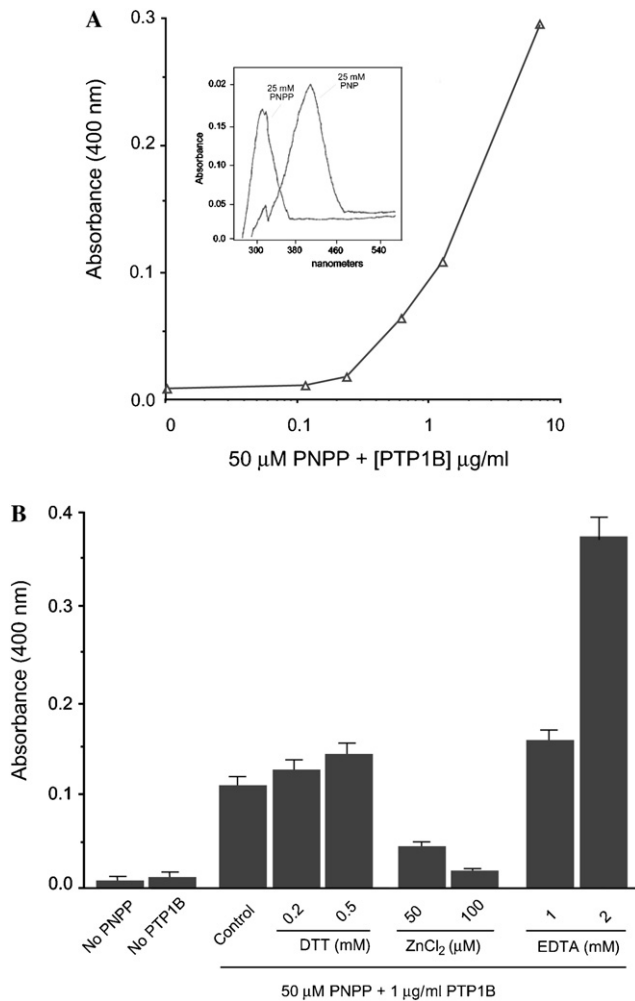 A
Absorbance (400 nm)
0.3
0.2
0.1
0.0
0 0.1 1 10
50 μM PNPP + [PTP1B] μg/ml
Absorbance
0.02
0.15
0.10
0.05
0.00
25 mM
PNPP
25 mM
PNP
300 380 460 540
nanometers
B
Absorbance (400 nm)
0.4
0.3
0.2
0.1
0.0
No PNPP
No PTP1B
Control
0.2 0.5
DTT (mM)
50 100
ZnCl₂ (μM)
1 2
EDTA (mM)
50 μM PNPP + 1 μg/ml PTP1B